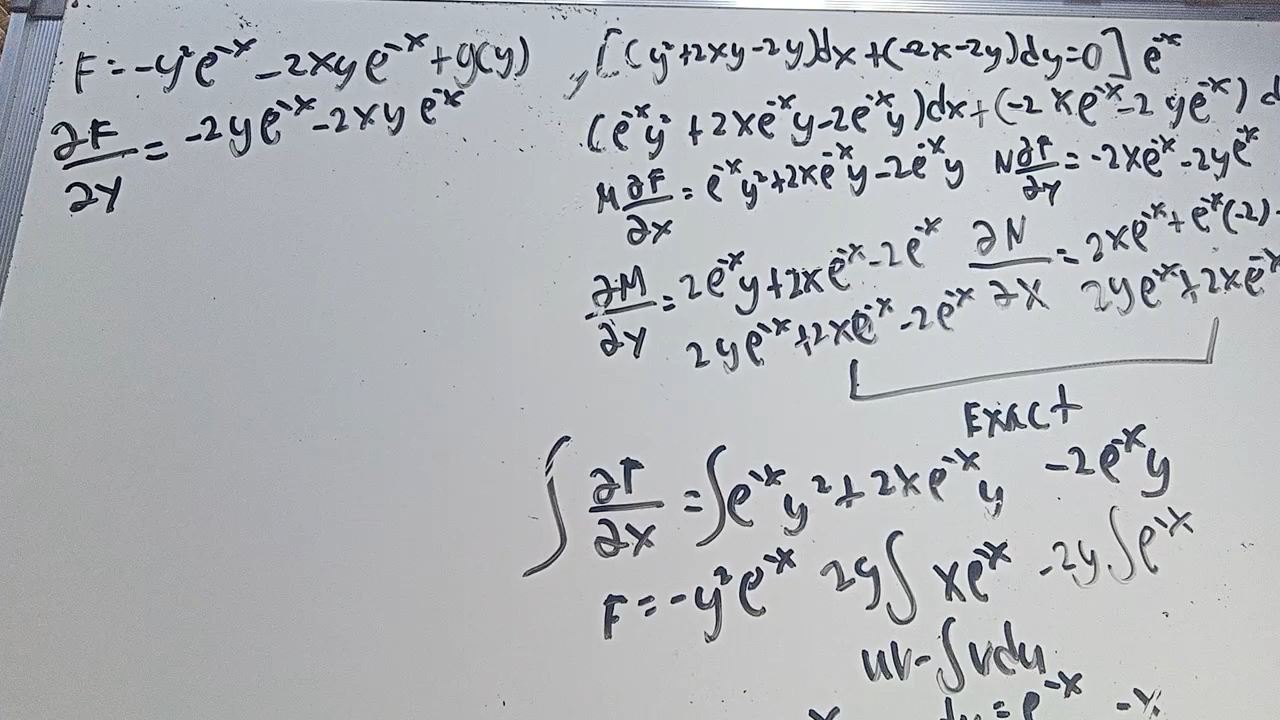 F = -y²e^-x - 2xye^-x + g(y)
∂F/∂y = -2ye^-x - 2xye^-x
[(y²+2xy-2y)dx + (-2x-2y)dy=0] e^-x
(e^-x y² + 2xe^-x y - 2e^-x y)dx + (-2xe^-x - 2ye^-x) d
M ∂F/∂x = e^-x y² + 2xe^-x y - 2e^-x y N ∂F/∂y = -2xe^-x - 2ye^-x
∂M/∂y = 2e^-x y + 2xe^-x - 2e^-x ∂N/∂x = 2xe^-x + e^-x(-2)
2ye^-x + 2xe^-x - 2e^-x 2ye^-x + 2xe^-x
Exact
∫ ∂F/∂x = ∫ e^-x y² + 2xe^-x y - 2e^-x y
F = -y²e^-x 2y∫ xe^-x - 2y∫e^-x
uv - ∫vdu
= e^-x